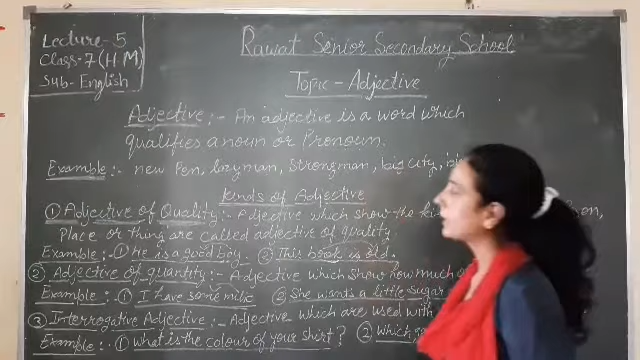 Lecture-5
Class-7 (H M)
Sub-English
Rawat Senior Secondary School
Topic - Adjective
Adjective :- An adjective is a word which
qualifies a noun or Pronoun.
Example :- new Pen, layman, Strongman, big City,
Kinds of Adjective
① Adjective of Quality :- Adjective which show the
Place or thing are called adjective of quality.
Example :- ① He is a good boy. ② This book is old.
② Adjective of quantity :- Adjective which show how much
Example :- ① I have some milk ② She wants a little sugar
③ Interrogative Adjective :- Adjective which are used with
Example :- ① What is the colour of your shirt? ② Which